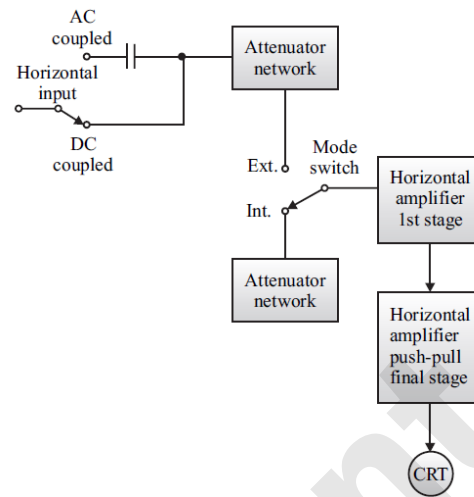 AC
coupled
Horizontal
input
DC
coupled
Attenuator
network
Ext.
Mode
switch
Int.
Horizontal
amplifier
1st stage
Attenuator
network
Horizontal
amplifier
push-pull
final stage
CRT